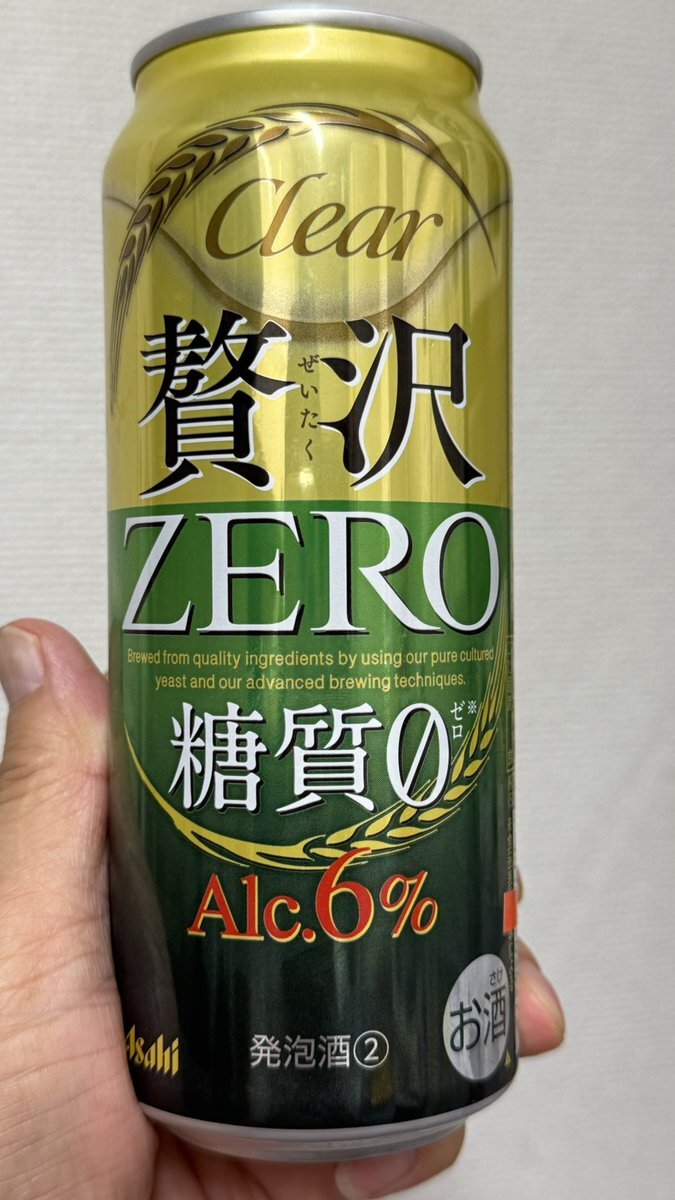 Clear
贅沢
ぜいたく
ZERO
Brewed from quality ingredients by using our pure cultured
yeast and our advanced brewing techniques.
糖質0
ゼロ
※
Alc.6%
さけ
お酒
Asahi
発泡酒②